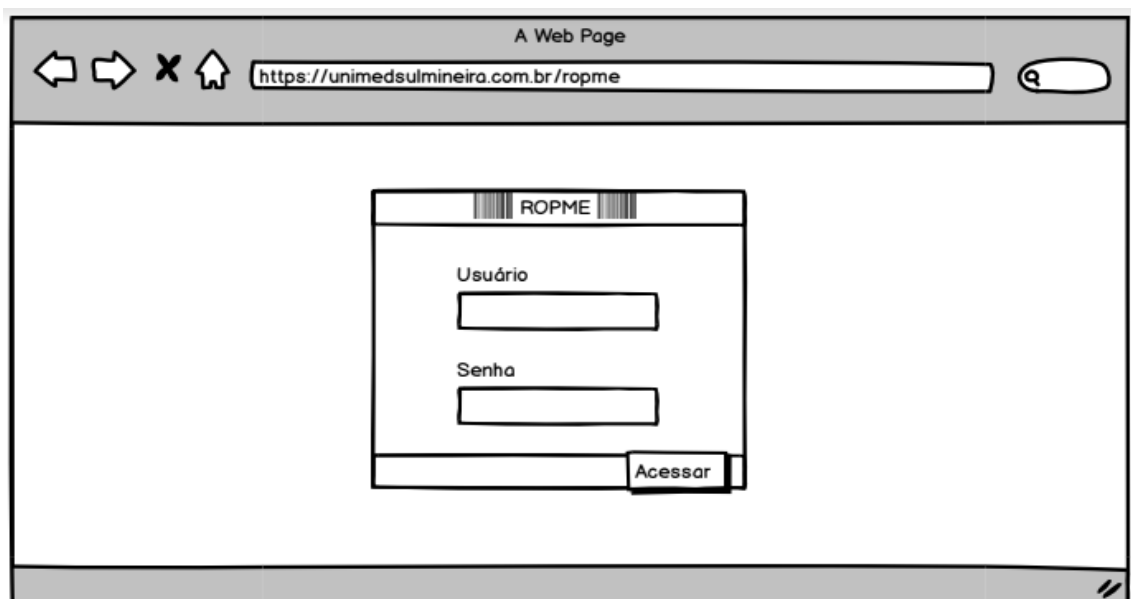 A Web Page
https://unimedsulmineira.com.br/ropme
ROPME
Usuário
Senha
Acessar